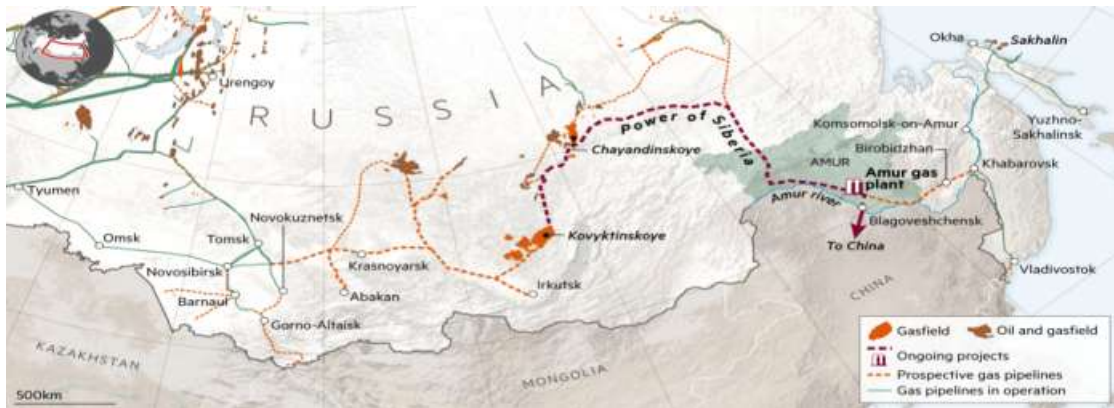 Okha
Sakhalin
Urengoy
RUSSIA
Power of Siberia
Yuzhno-
Sakhalinsk
Komsomolsk-on-Amur
Chayandinskoye
Birobidzhan
AMUR
Khabarovsk
Amur gas
plant
Tyumen
Amur river
Novokuznetsk
Blagoveshchensk
Omsk
Tomsk
Kovyktinskoye
To China
Krasnoyarsk
Novosibirsk
Vladivostok
Barnaul
Abakan
Irkutsk
CHINA
Gorno-Altaisk
KAZAKHSTAN
MONGOLIA
500km
Gasfield
Oil and gasfield
Ongoing projects
Prospective gas pipelines
Gas pipelines in operation